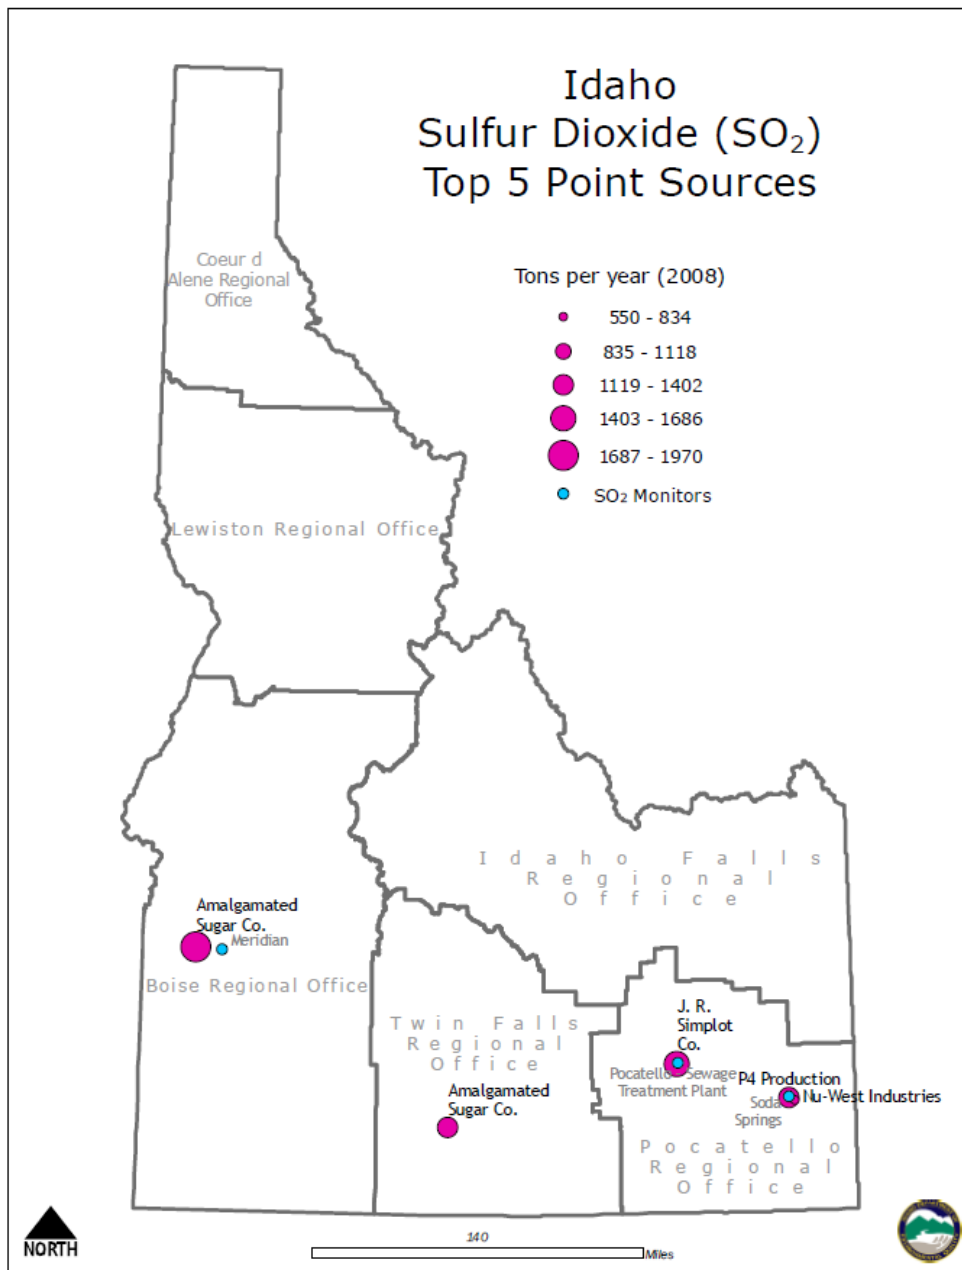 Idaho
Sulfur Dioxide (SO₂)
Top 5 Point Sources
Tons per year (2008)
550 - 834
835 - 1118
1119 - 1402
1403 - 1686
1687 - 1970
SO₂ Monitors
Coeur d
Alene Regional
Office
Lewiston Regional Office
Idaho Falls
Regional
Office
Amalgamated
Sugar Co.
Meridian
Boise Regional Office
Twin Falls
Regional
Office
Amalgamated
Sugar Co.
J. R.
Simplot
Co.
Pocatello Sewage
Treatment Plant
P4 Production
Nu-West Industries
Soda
Springs
Pocatello
Regional
Office
NORTH
140
Miles